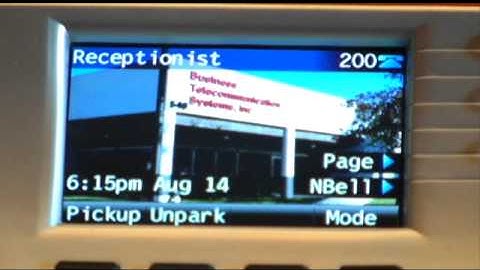 Receptionist 200
Business
Telecommunication
Systems, Inc
Page
6:15pm Aug 14 NBell
Pickup Unpark Mode